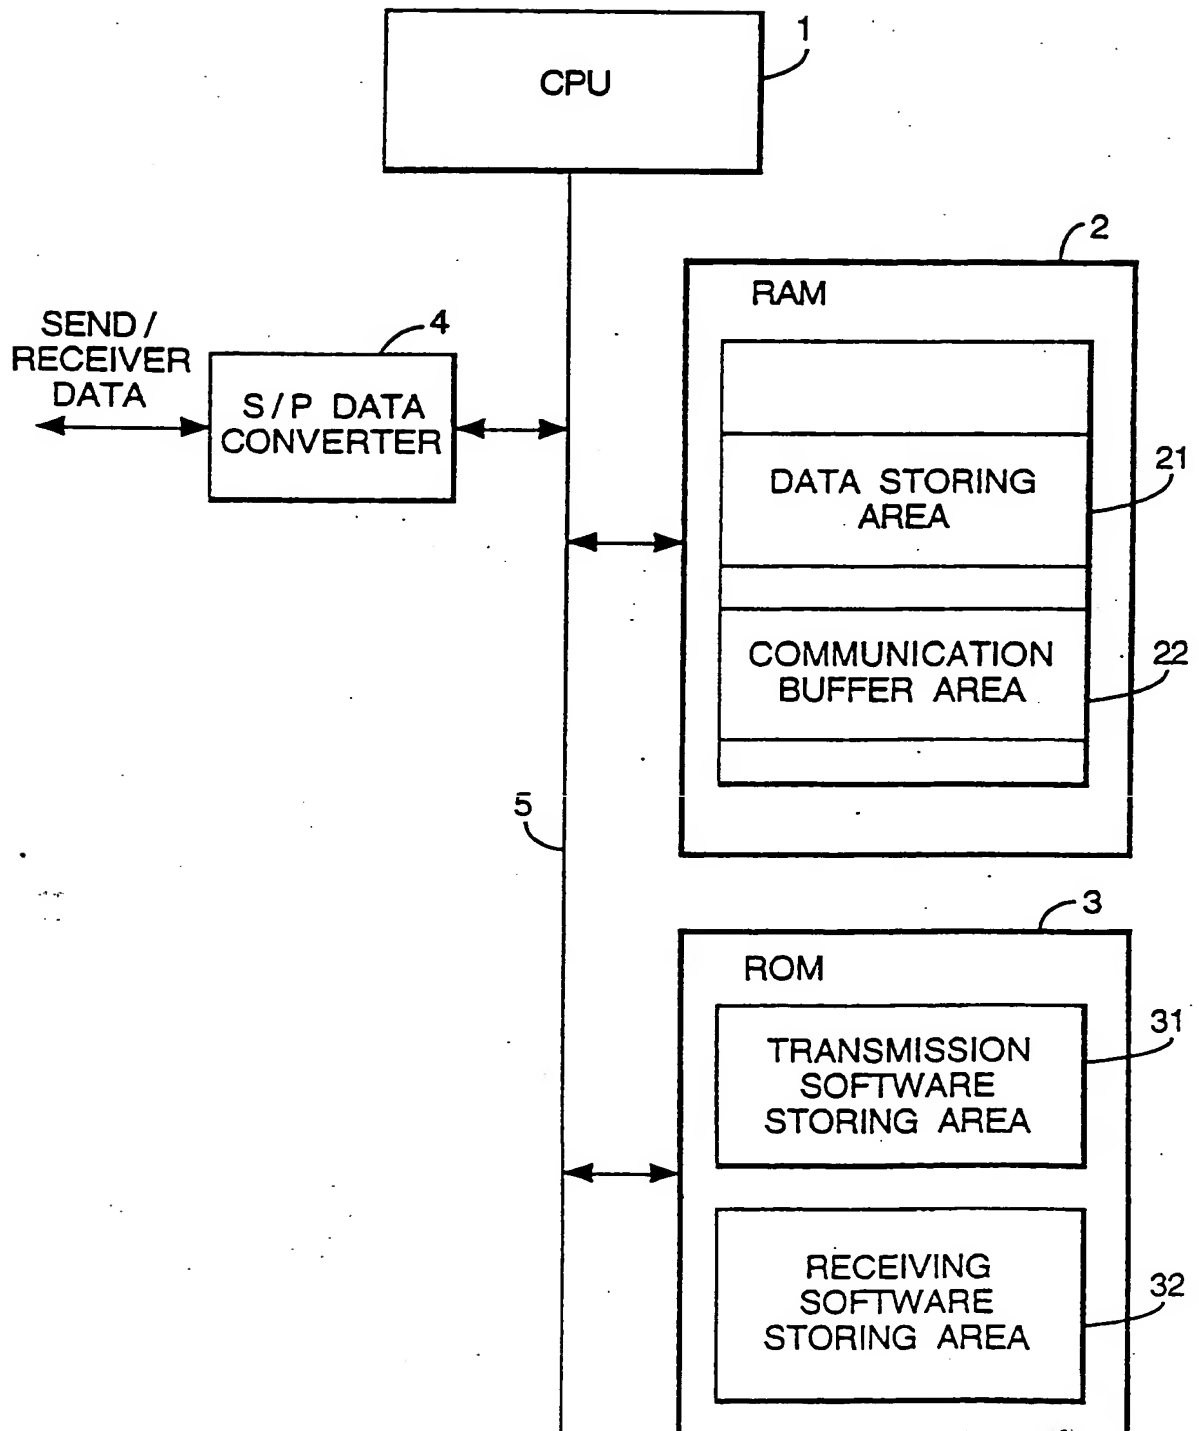 1
CPU
2
RAM
SEND/
RECEIVER
DATA
4
S/P DATA
CONVERTER
DATA STORING
AREA
21
COMMUNICATION
BUFFER AREA
22
5
3
ROM
TRANSMISSION
SOFTWARE
STORING AREA
31
RECEIVING
SOFTWARE
STORING AREA
32